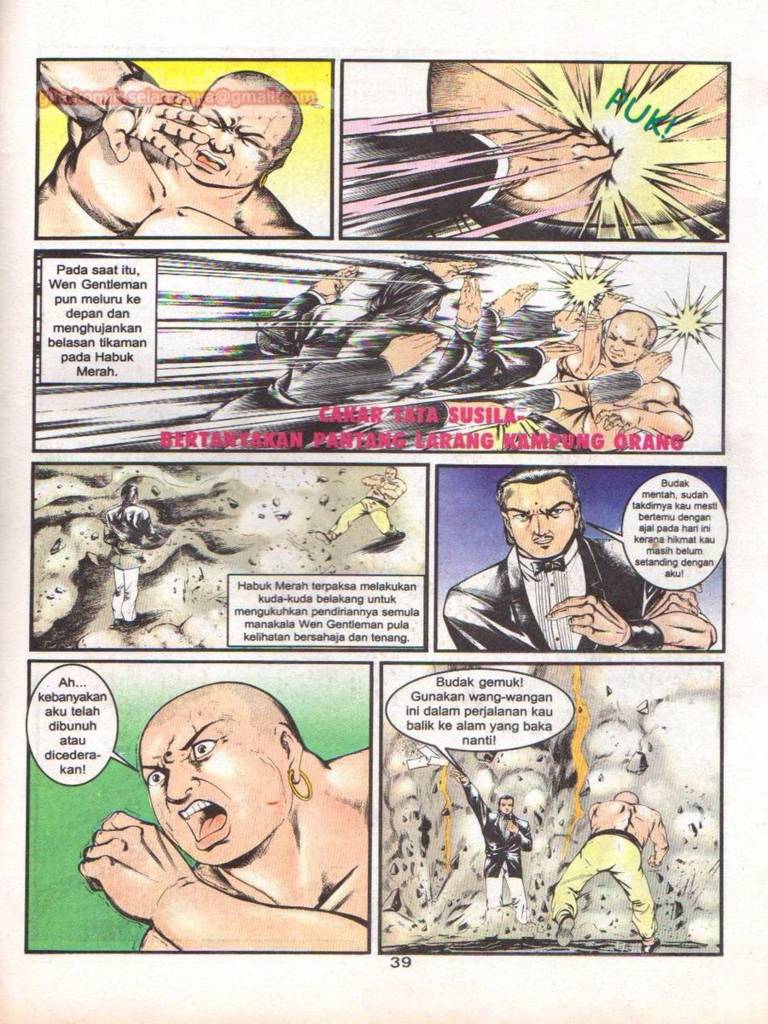 PUK!
Pada saat itu,
Wen Gentleman
pun meluru ke
depan dan
menghujankan
belasan tikaman
pada Habuk
Merah.
CAKAR TATA SUSILA-
BERTANYAKAN PANTANG LARANG KAMPUNG ORANG
Habuk Merah terpaksa melakukan
kuda-kuda belakang untuk
mengukuhkan pendiriannya semula
manakala Wen Gentleman pula
kelihatan bersahaja dan tenang.
Budak
mentah, sudah
takdirnya kau mesti
bertemu dengan
ajal pada hari ini
kerana hikmat kau
masih belum
setanding dengan
aku!
Ah...
kebanyakan
aku telah
dibunuh
atau
dicedera-
kan!
Budak gemuk!
Gunakan wang-wangan
ini dalam perjalanan kau
balik ke alam yang baka
nanti!
39